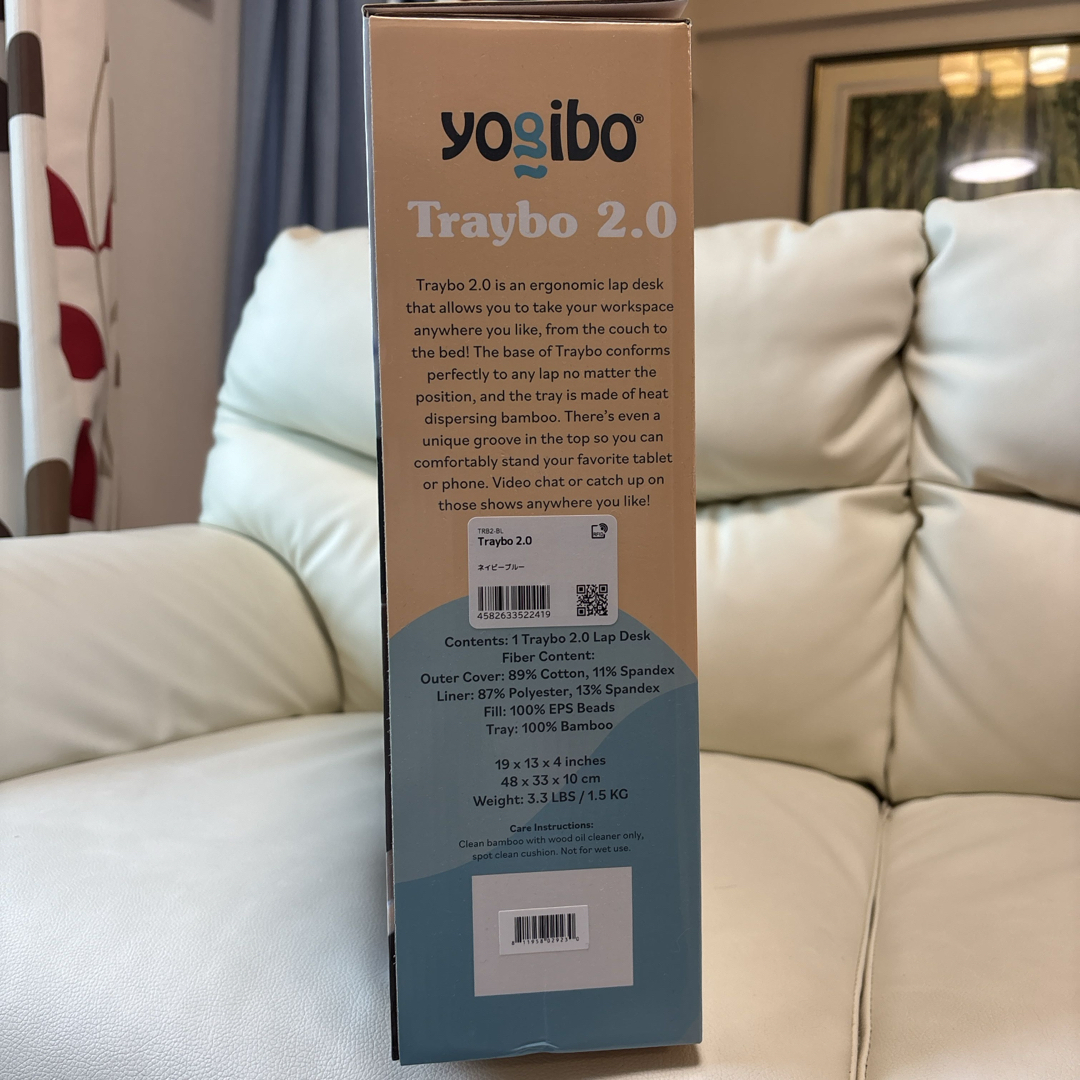 yogibo®
Traybo 2.0
Traybo 2.0 is an ergonomic lap desk
that allows you to take your workspace
anywhere you like, from the couch to
the bed! The base of Traybo conforms
perfectly to any lap no matter the
position, and the tray is made of heat
dispersing bamboo. There's even a
unique groove in the top so you can
comfortably stand your favorite tablet
or phone. Video chat or catch up on
those shows anywhere you like!
TRB2-BL
Traybo 2.0
RFID
ネイビーブルー
4582633522419
Contents: 1 Traybo 2.0 Lap Desk
Fiber Content:
Outer Cover: 89% Cotton, 11% Spandex
Liner: 87% Polyester, 13% Spandex
Fill: 100% EPS Beads
Tray: 100% Bamboo
19 x 13 x 4 inches
48 x 33 x 10 cm
Weight: 3.3 LBS / 1.5 KG
Care Instructions:
Clean bamboo with wood oil cleaner only,
spot clean cushion. Not for wet use.